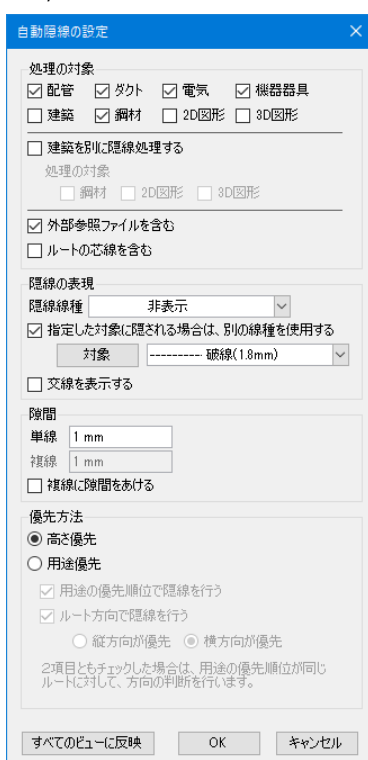 自動隠線の設定
処理の対象
配管 ダクト 電気 機器器具
建築 鋼材 2D図形 3D図形
建築を別に隠線処理する
処理の対象
鋼材 2D図形 3D図形
外部参照ファイルを含む
ルートの芯線を含む
隠線の表現
隠線線種 非表示
指定した対象に隠される場合は、別の線種を使用する
対象 --------- 破線(1.8mm)
交線を表示する
隙間
単線 1 mm
複線 1 mm
複線に隙間をあける
優先方法
高さ優先
用途優先
用途の優先順位で隠線を行う
ルート方向で隠線を行う
縦方向が優先 横方向が優先
2項目ともチェックした場合は、用途の優先順位が同じ
ルートに対して、方向の判断を行います。
すべてのビューに反映 OK キャンセル